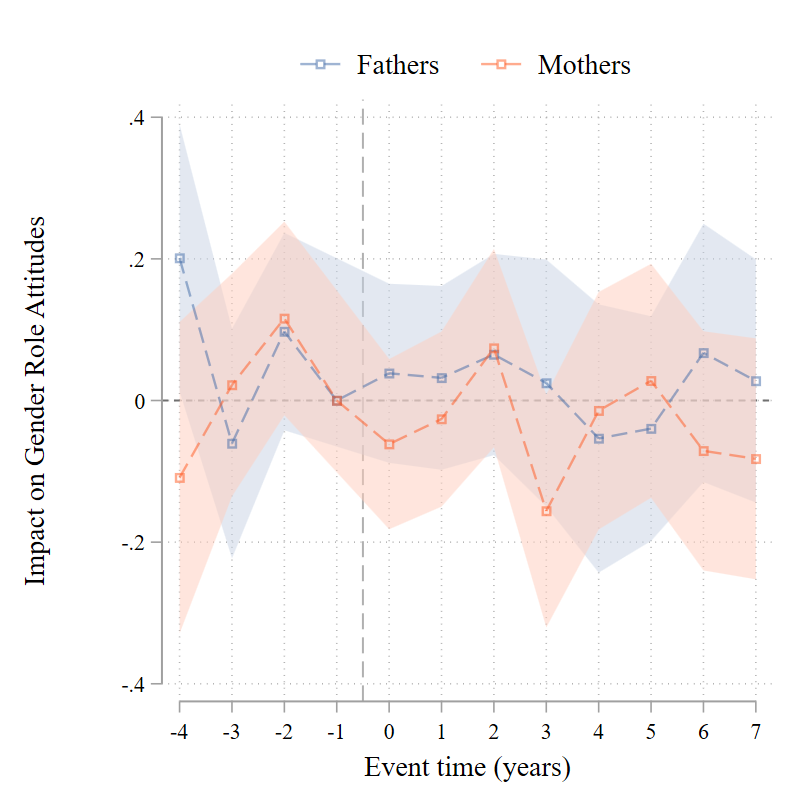 Fathers Mothers
Impact on Gender Role Attitudes
.4
.2
0
-.2
-.4
-4 -3 -2 -1 0 1 2 3 4 5 6 7
Event time (years)